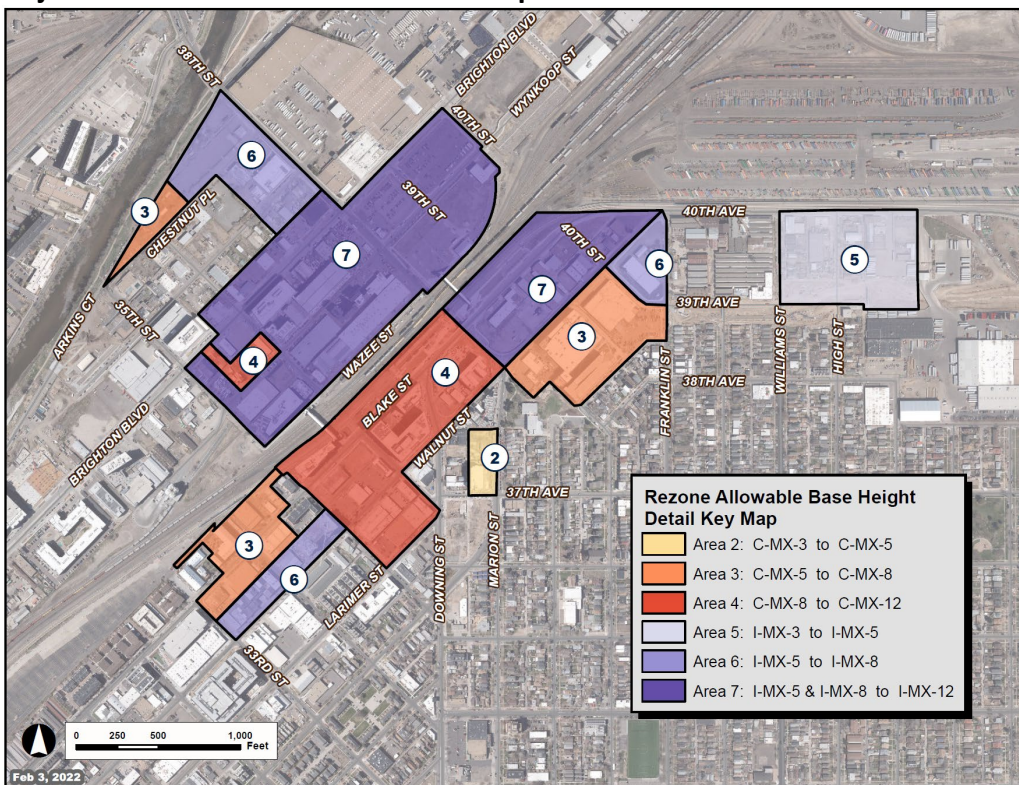 38TH ST
BRIGHTON BLVD
WYNKOOP ST
40TH ST
6
39TH ST
3
CHESTNUT PL
7
40TH ST
40TH AVE
6
5
7
39TH AVE
ARKINS CT
35TH ST
WAZEE ST
3
WILLIAMS ST
HIGH ST
4
BLAKE ST
4
FRANKLIN ST
38TH AVE
BRIGHTON BLVD
WALNUT ST
2
37TH AVE
3
6
LARIMER ST
DOWNING ST
MARION ST
33RD ST
Rezone Allowable Base Height
Detail Key Map
Area 2: C-MX-3 to C-MX-5
Area 3: C-MX-5 to C-MX-8
Area 4: C-MX-8 to C-MX-12
Area 5: I-MX-3 to I-MX-5
Area 6: I-MX-5 to I-MX-8
Area 7: I-MX-5 & I-MX-8 to I-MX-12
0 250 500 1,000
Feet
Feb 3, 2022